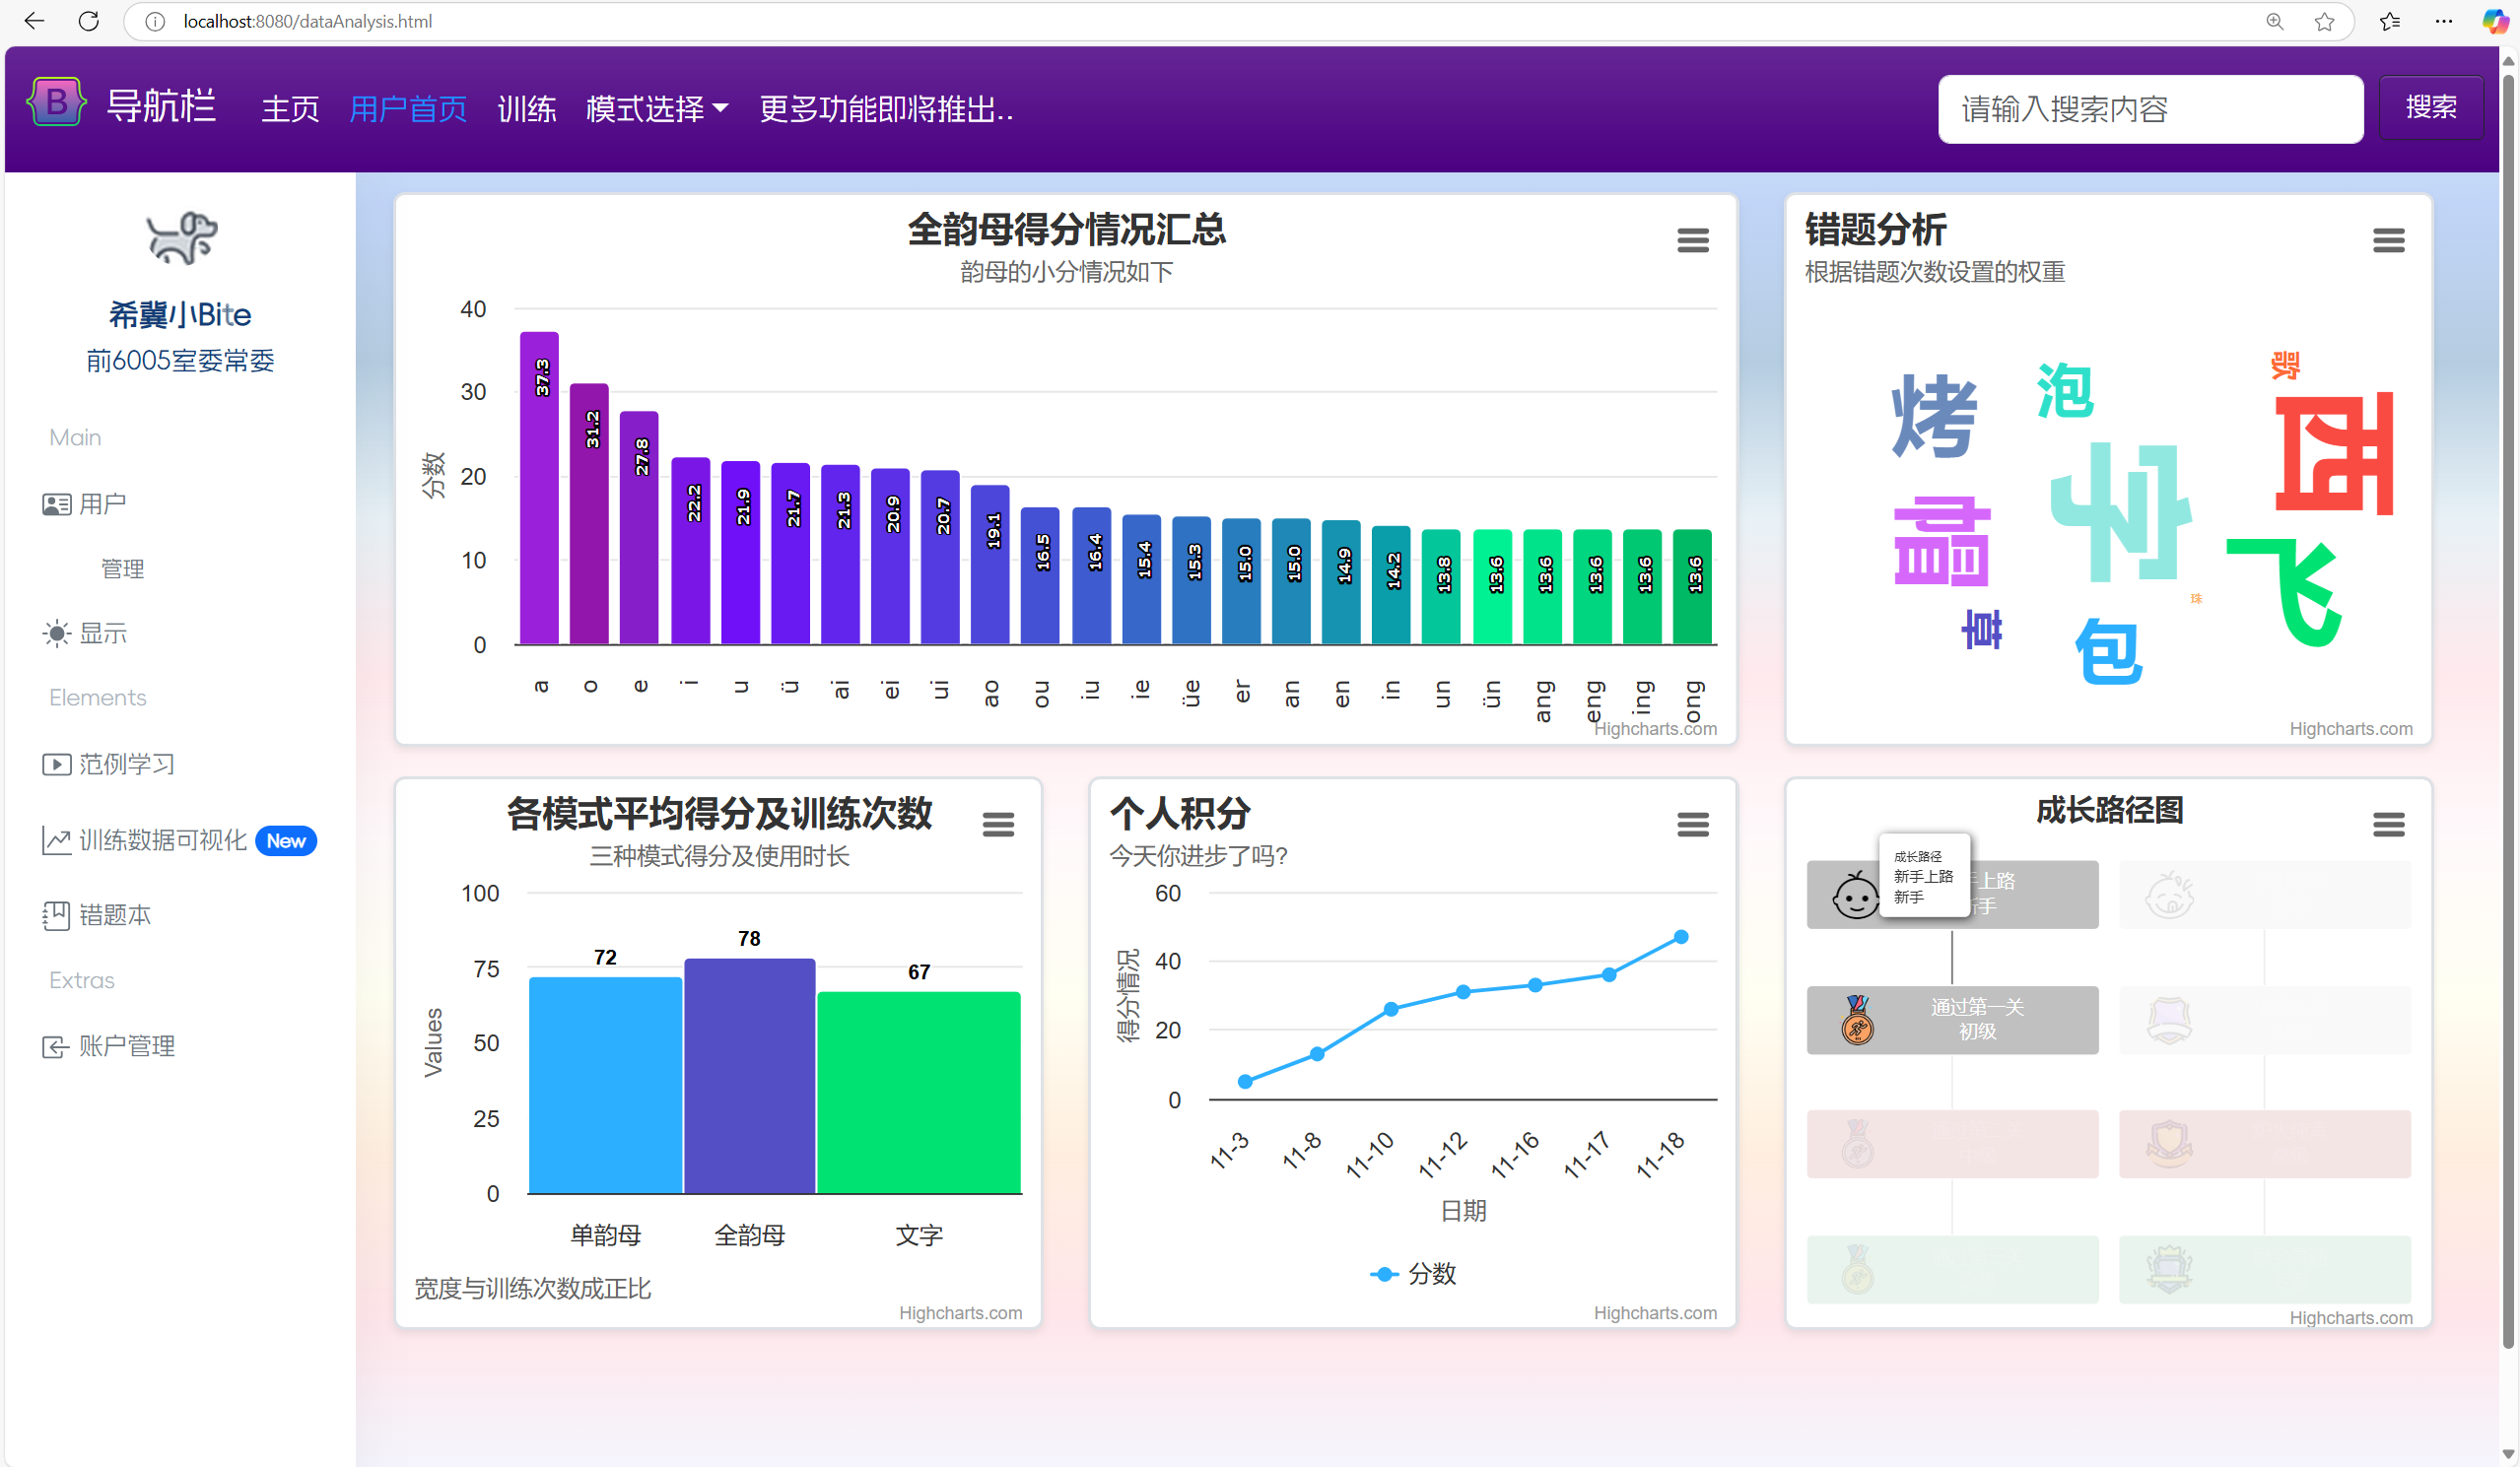 localhost:8080/dataAnalysis.html
B 导航栏 主页 用户首页 训练 模式选择 更多功能即将推出.. 请输入搜索内容 搜索
希冀小Bite
前6005室委常委
Main
用户
管理
显示
Elements
范例学习
训练数据可视化 New
错题本
Extras
账户管理
全韵母得分情况汇总
韵母的小分情况如下
分数
40
30
20
10
0
37.3 31.2 27.8 22.2 21.9 21.7 21.3 20.9 20.7 19.1 16.5 16.4 15.4 15.3 15.0 15.0 14.9 14.2 13.8 13.6 13.6 13.6 13.6 13.6
a o e i u ü ai ei ui ao ou iu ie üe er an en in un ün ang eng ing ong
Highcharts.com
错题分析
根据错题次数设置的权重
歌
泡
烤
西
字
帽
飞
珠
草
包
Highcharts.com
各模式平均得分及训练次数
三种模式得分及使用时长
Values
100
75
50
25
0
72 78 67
单韵母 全韵母 文字
宽度与训练次数成正比
Highcharts.com
个人积分
今天你进步了吗?
得分情况
60
40
20
0
11-3 11-8 11-10 11-12 11-16 11-17 11-18
日期
分数
Highcharts.com
成长路径图
成长路径
新手上路
新手
上路
手
通过第一关
初级
Highcharts.com